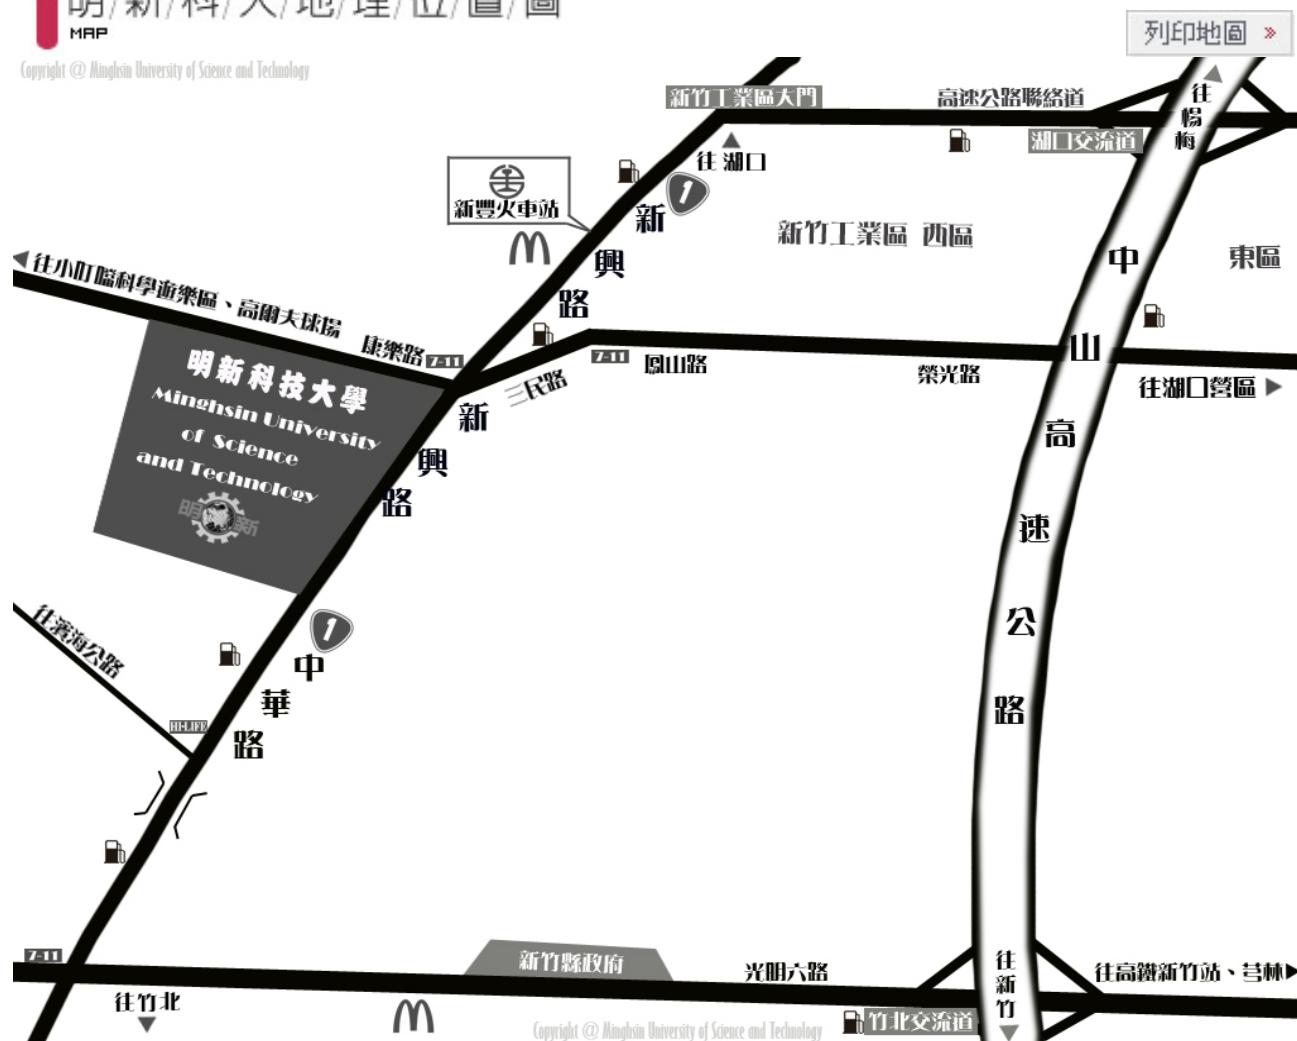 明/新/科/大/地/理/位/置/圖
MAP
列印地圖 »
Copyright @ Minghsin University of Science and Technology
新竹工業區大門
高速公路聯絡道
往楊梅
湖口交流道
往湖口
1
新豐火車站
新興路
新竹工業區 西區
東區
中山高速公路
往小叮噹科學遊樂區、高爾夫球場
康樂路
7-11
7-11
鳳山路
三民路
榮光路
往湖口營區
明新科技大學
Minghsin University
of Science
and Technology
明新
新興路
1
中華路
往濱海公路
HI-LIFE
7-11
新竹縣政府
光明六路
往新竹
往高鐵新竹站、芎林
往竹北
竹北交流道
Copyright @ Minghsin University of Science and Technology